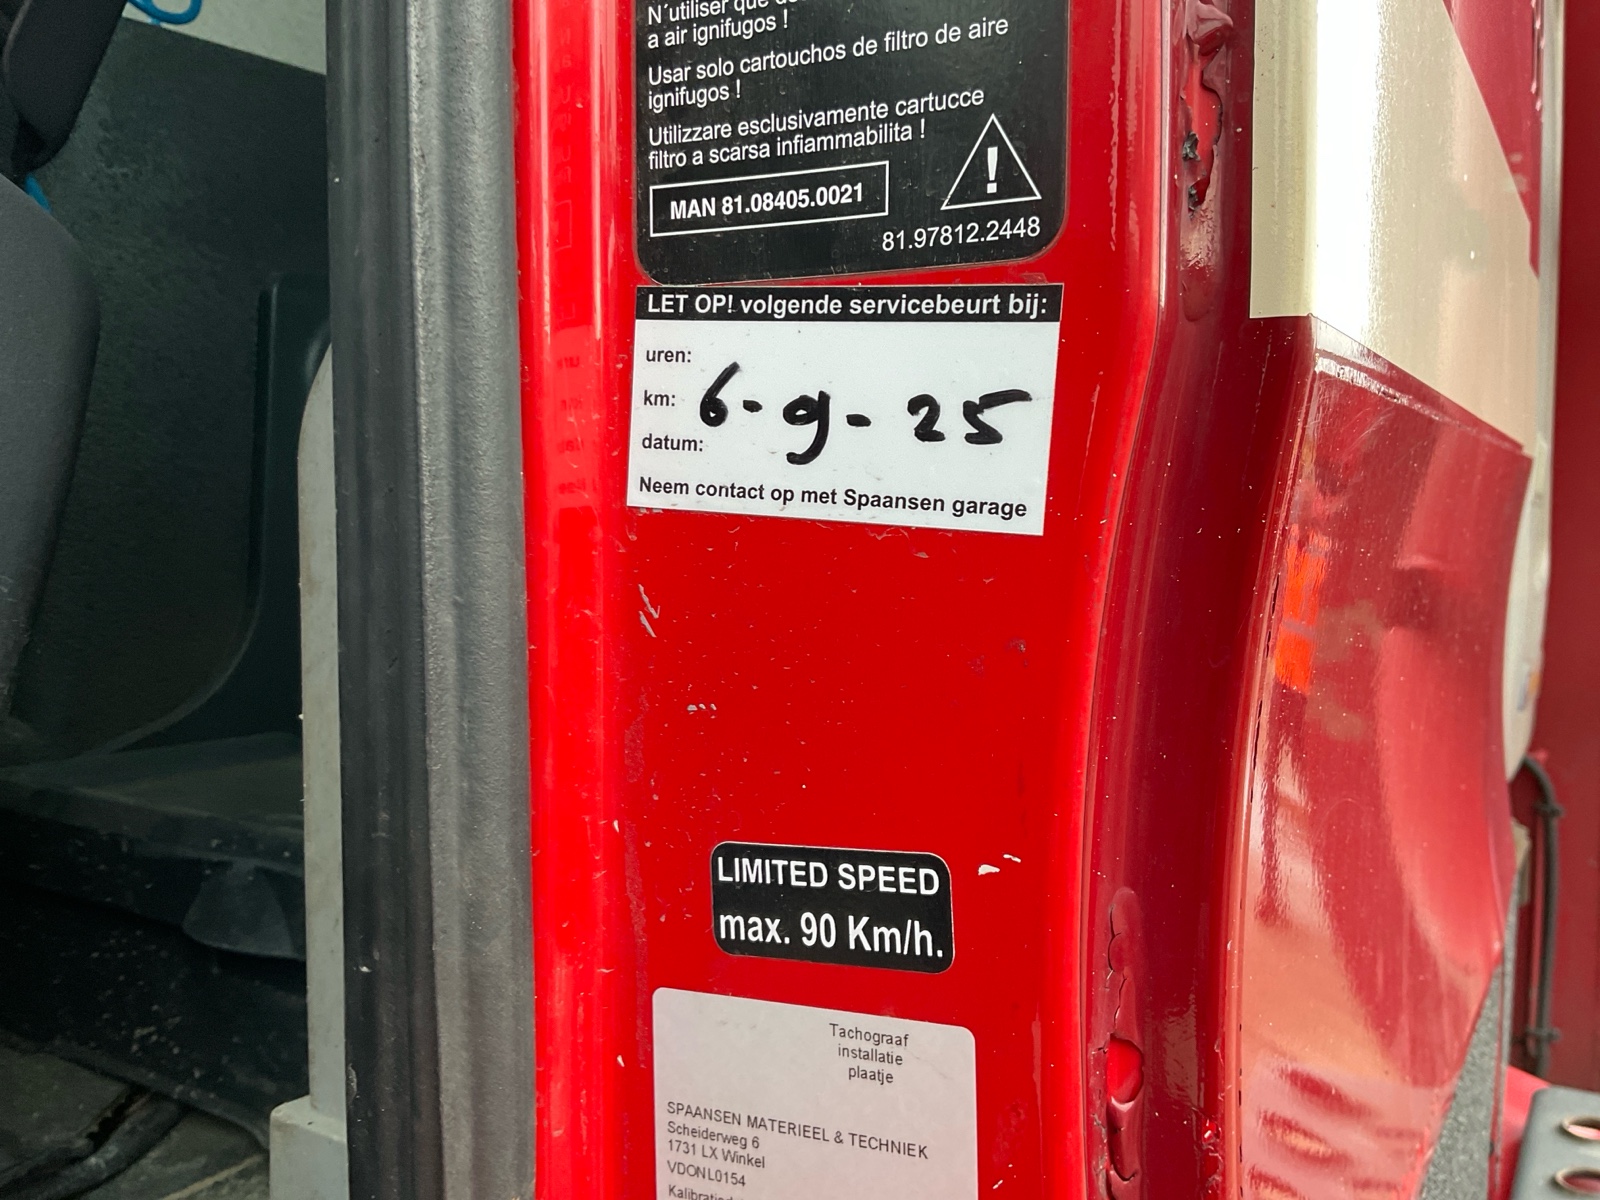 N´utiliser que
a air ignifugos !
Usar solo cartouchos de filtro de aire
ignifugos !
Utilizzare esclusivamente cartucce
filtro a scarsa infiammabilita !
MAN 81.08405.0021
!
81.97812.2448
LET OP! volgende servicebeurt bij:
uren:
km:
6-9-25
datum:
Neem contact op met Spaansen garage
LIMITED SPEED
max. 90 Km/h.
Tachograaf
installatie
plaatje
SPAANSEN MATERIEEL & TECHNIEK
Scheiderweg 6
1731 LX Winkel
VDONL0154